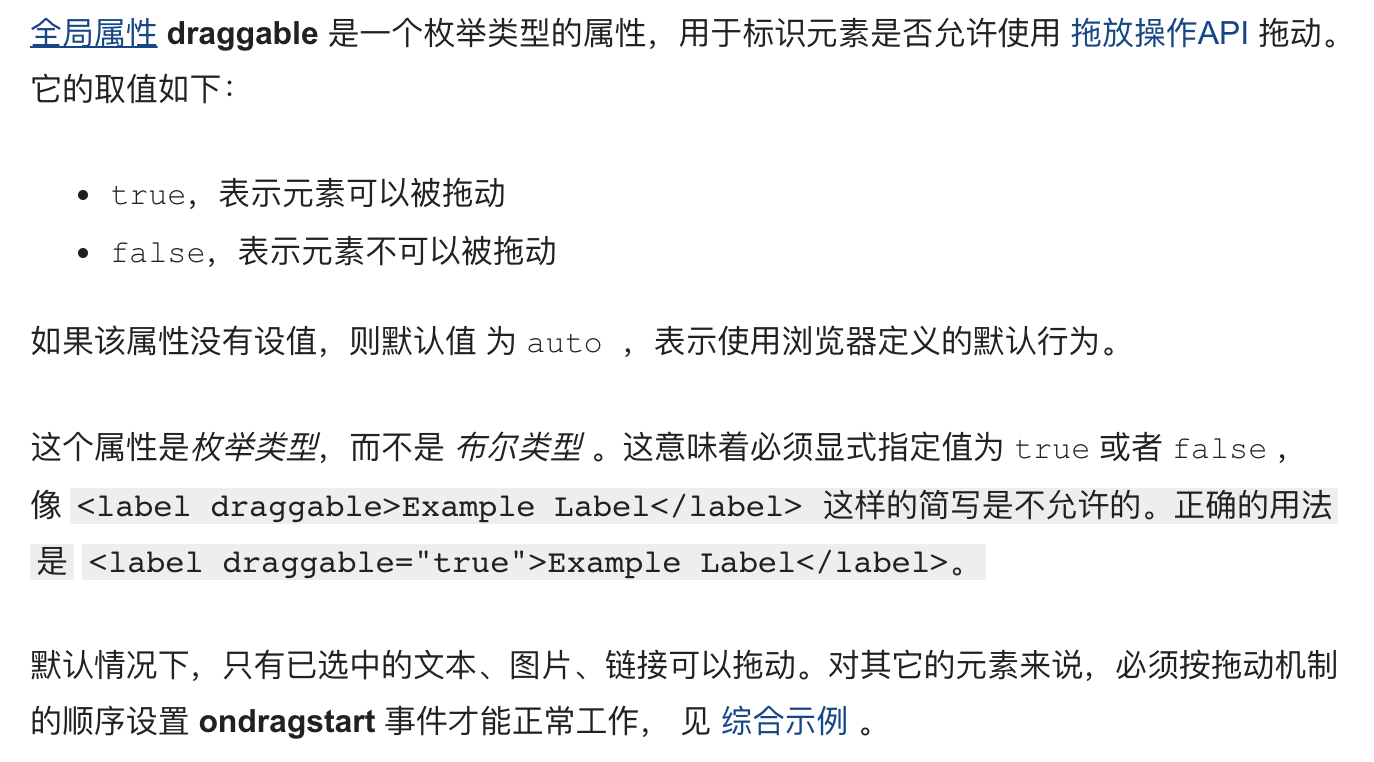 全局属性 draggable 是一个枚举类型的属性，用于标识元素是否允许使用 拖放操作API 拖动。
它的取值如下：
• true，表示元素可以被拖动
• false，表示元素不可以被拖动
如果该属性没有设值，则默认值 为 auto ，表示使用浏览器定义的默认行为。
这个属性是枚举类型，而不是 布尔类型 。这意味着必须显式指定值为 true 或者 false ，
像 <label draggable>Example Label</label> 这样的简写是不允许的。正确的用法
是 <label draggable="true">Example Label</label>。
默认情况下，只有已选中的文本、图片、链接可以拖动。对其它的元素来说，必须按拖动机制
的顺序设置 ondragstart 事件才能正常工作， 见 综合示例 。